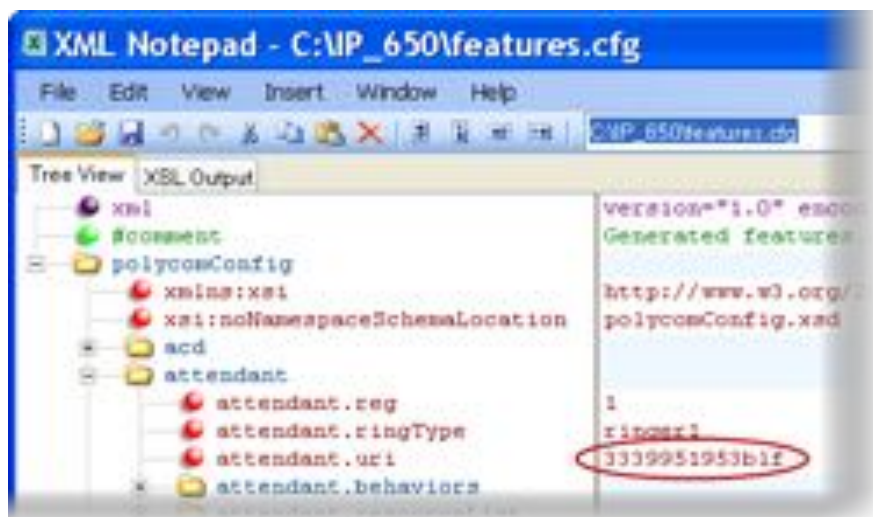 XML Notepad - C:\IP_650\features.cfg
File Edit View Insert Window Help
C:\IP_650\features.cfg
Tree View XSL Output
xml version="1.0" encod
#comment Generated features.
polycomConfig
xmlns:xsi http://www.w3.org/2
xsi:noNamespaceSchemaLocation polycomConfig.xsd
acd
attendant
attendant.reg 1
attendant.ringType ringer1
attendant.uri 3339951953blf
attendant.behaviors